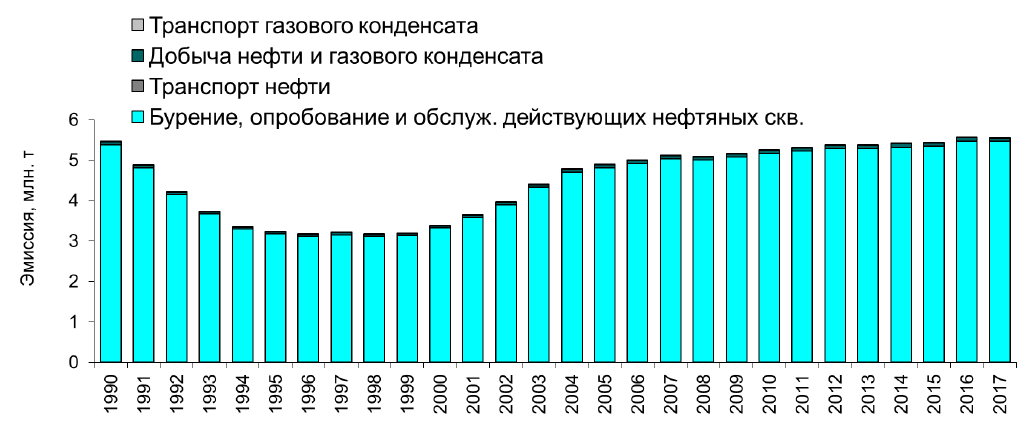 Транспорт газового конденсата
Добыча нефти и газового конденсата
Транспорт нефти
Бурение, опробование и обслуж. действующих нефтяных скв.
Эмиссия, млн. т
6
5
4
3
2
1
0
1990 1991 1992 1993 1994 1995 1996 1997 1998 1999 2000 2001 2002 2003 2004 2005 2006 2007 2008 2009 2010 2011 2012 2013 2014 2015 2016 2017